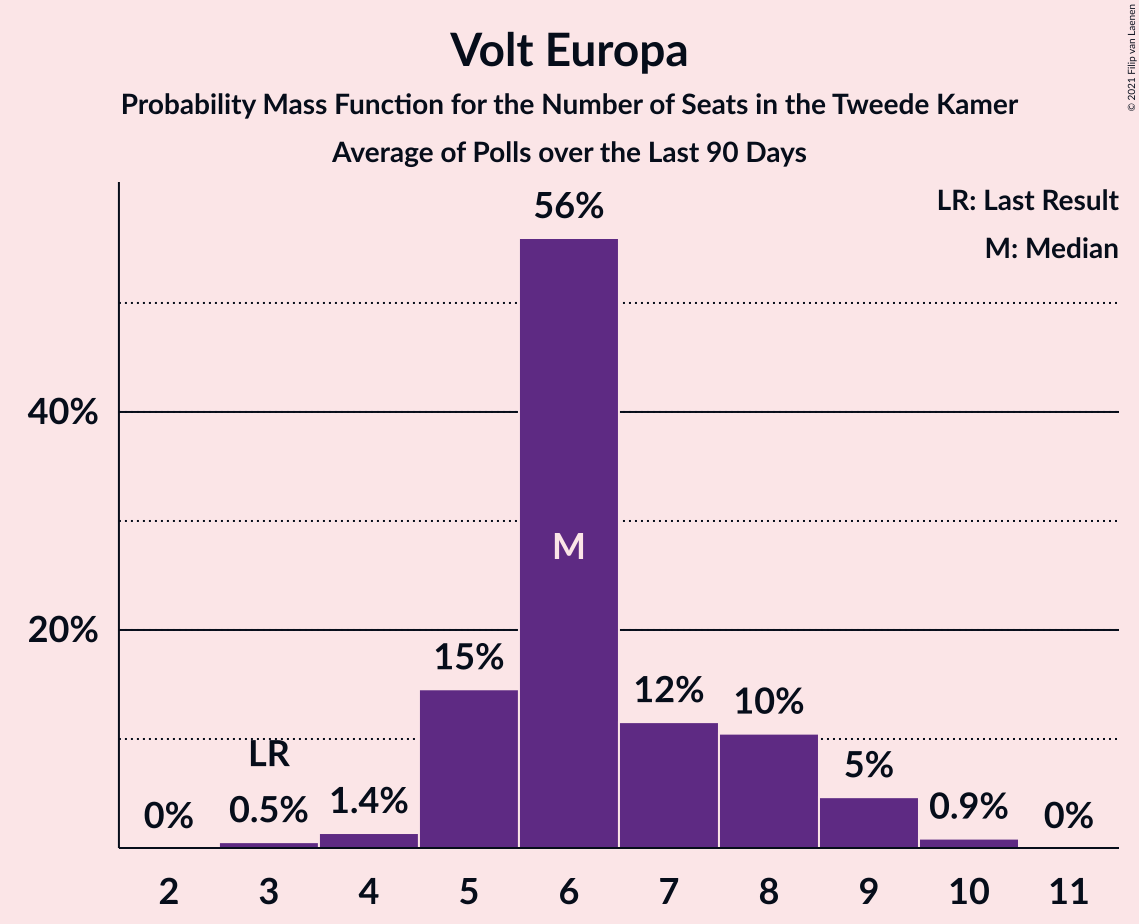 Volt Europa
Probability Mass Function for the Number of Seats in the Tweede Kamer
Average of Polls over the Last 90 Days
© 2021 Filip van Laenen
LR: Last Result
M: Median
56%
40%
M
20%
15%
12%
10%
LR
5%
0%
0.5%
1.4%
0.9%
0%
2 3 4 5 6 7 8 9 10 11